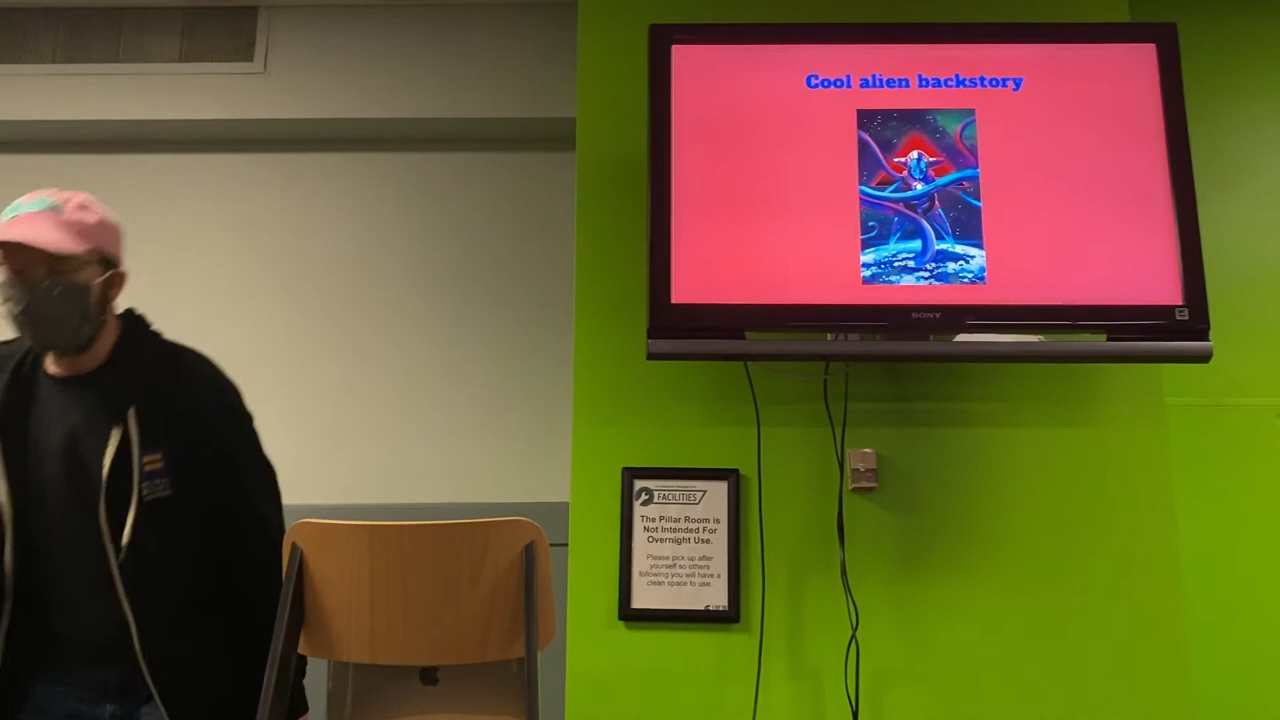 Cool alien backstory
SONY
FACILITIES
The Pillar Room is
Not Intended For
Overnight Use.
Please pick up after
yourself so others
following you will have a
clean space to use.